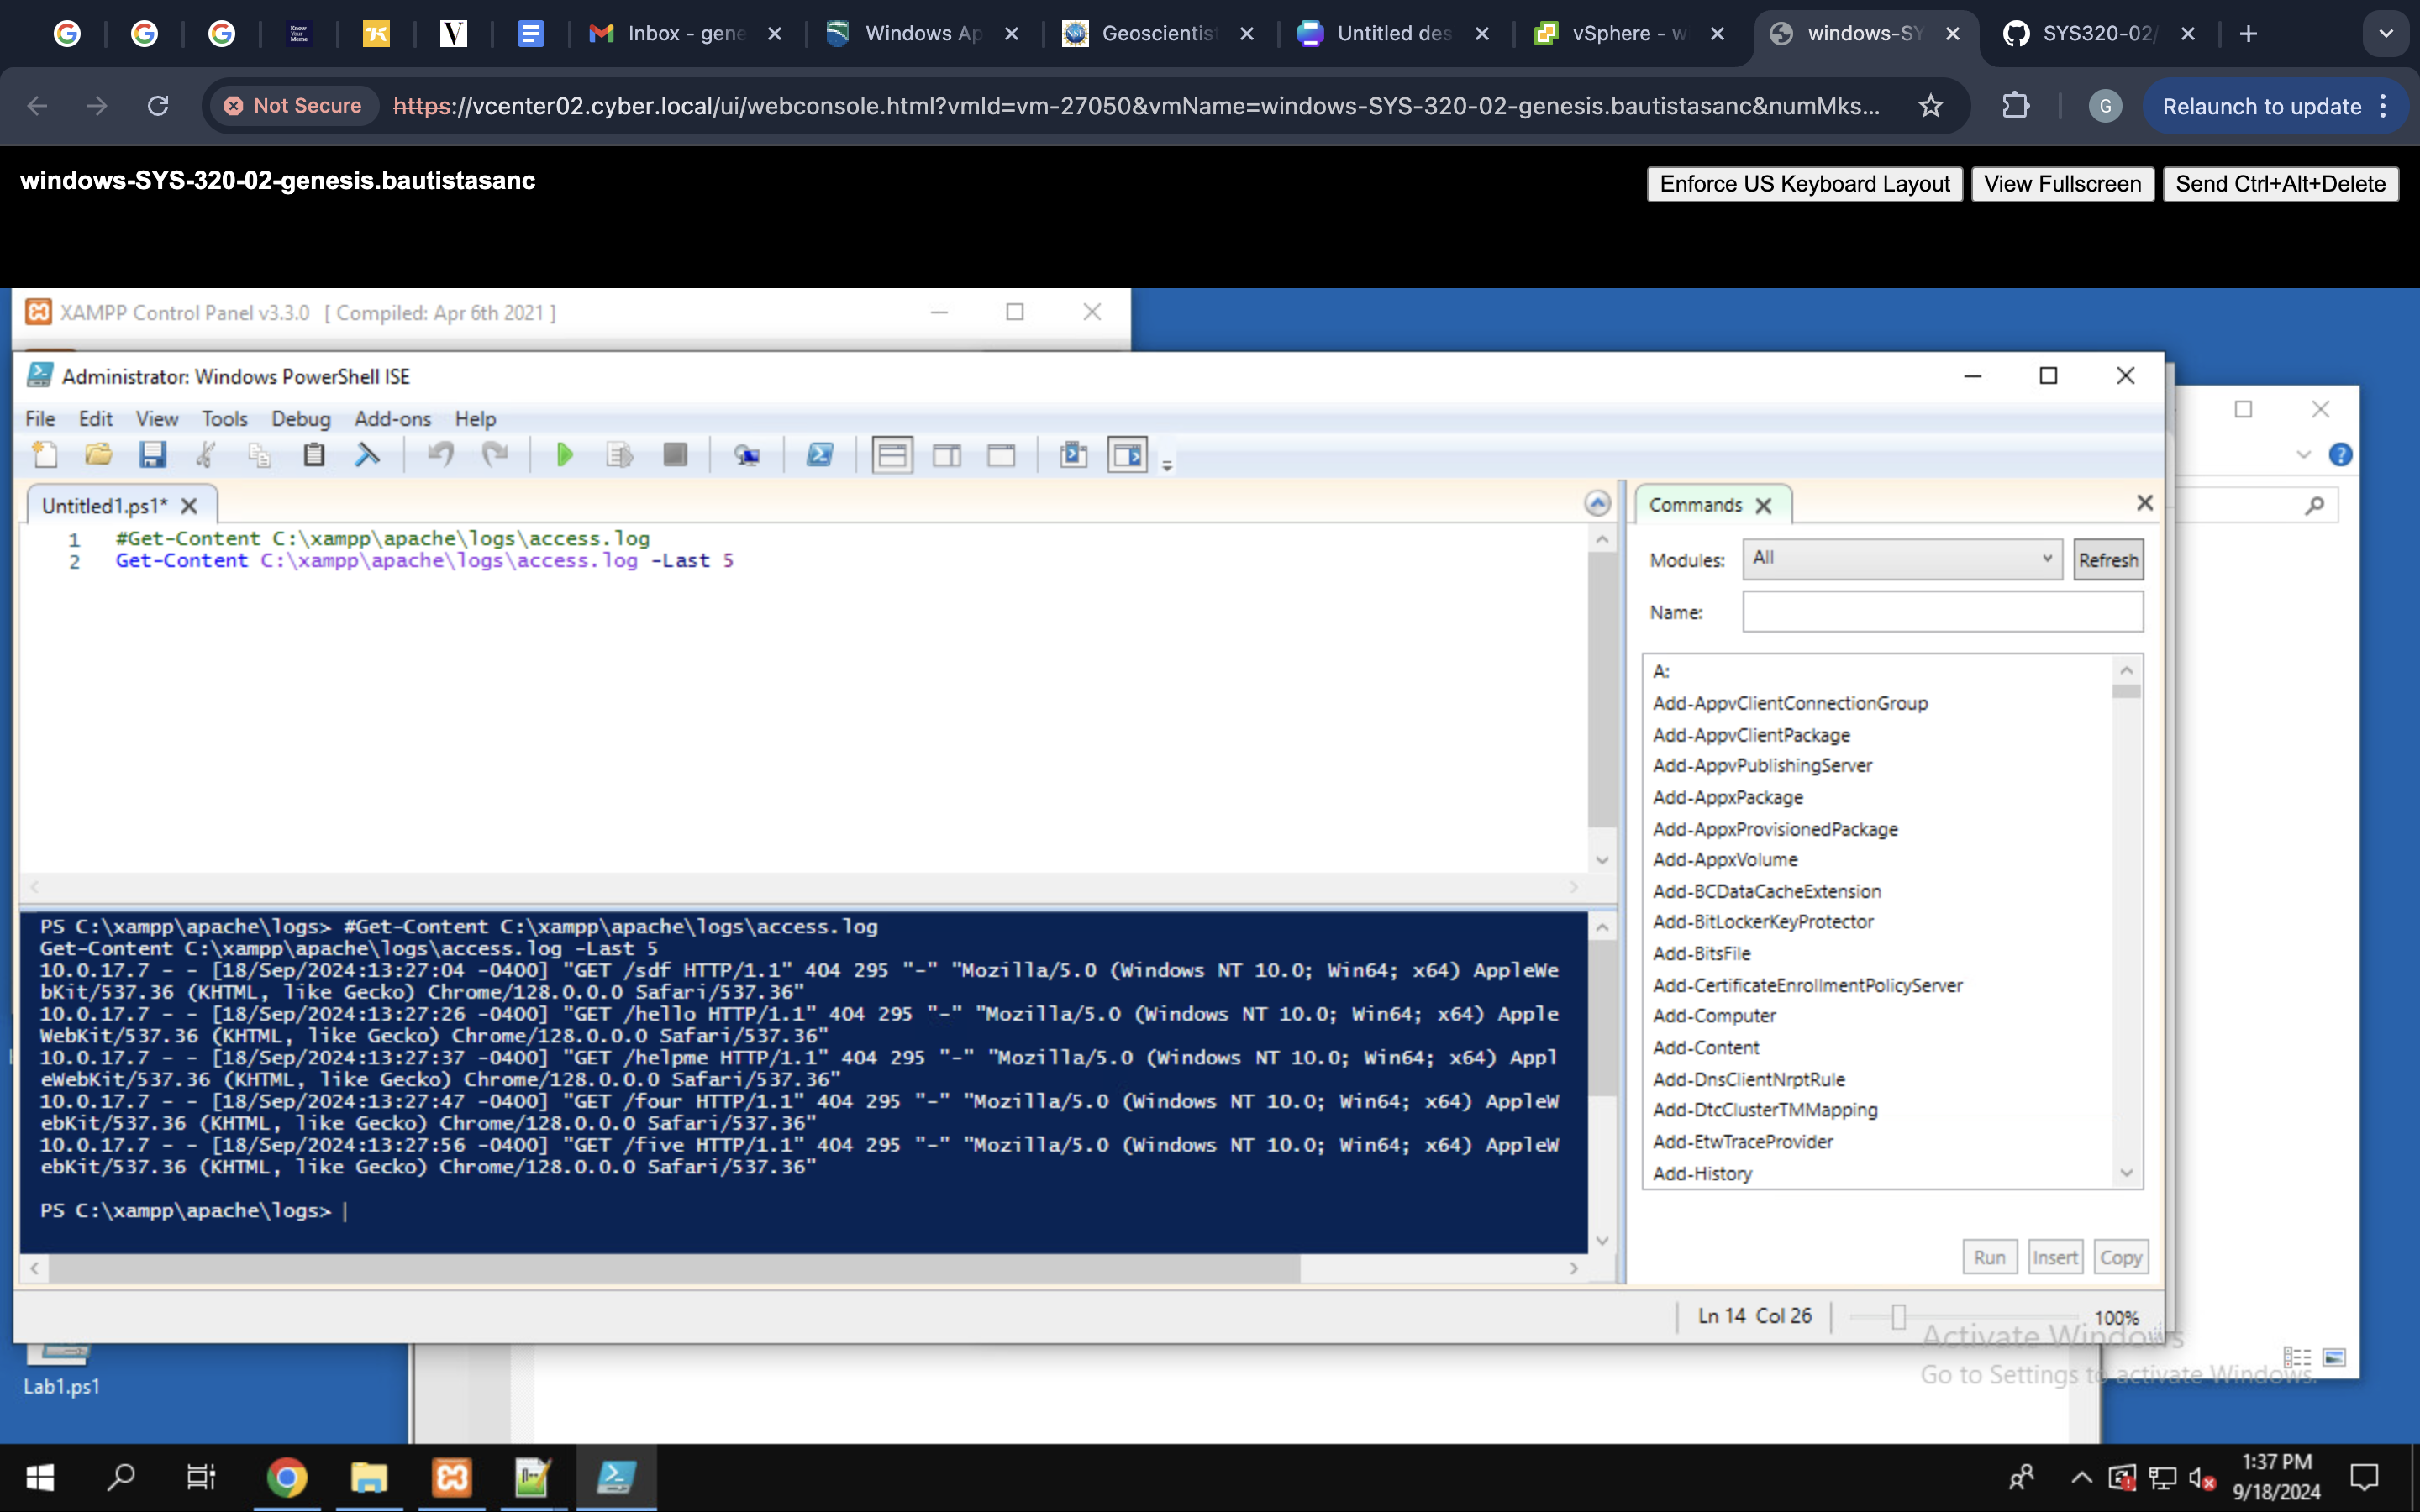 Inbox - gene
Windows Ap
Geoscientist
Untitled des
vSphere - w
windows-SY
SYS320-02/
Not Secure
https://vcenter02.cyber.local/ui/webconsole.html?vmId=vm-27050&vmName=windows-SYS-320-02-genesis.bautistasanc&numMks...
G
Relaunch to update
windows-SYS-320-02-genesis.bautistasanc
Enforce US Keyboard Layout
View Fullscreen
Send Ctrl+Alt+Delete
XAMPP Control Panel v3.3.0 [ Compiled: Apr 6th 2021 ]
Administrator: Windows PowerShell ISE
File Edit View Tools Debug Add-ons Help
Untitled1.ps1*
1 #Get-Content C:\xampp\apache\logs\access.log
2 Get-Content C:\xampp\apache\logs\access.log -Last 5
Commands
Modules: All Refresh
Name:
A:
Add-AppvClientConnectionGroup
Add-AppvClientPackage
Add-AppvPublishingServer
Add-AppxPackage
Add-AppxProvisionedPackage
Add-AppxVolume
Add-BCDataCacheExtension
Add-BitLockerKeyProtector
Add-BitsFile
Add-CertificateEnrollmentPolicyServer
Add-Computer
Add-Content
Add-DnsClientNrptRule
Add-DtcClusterTMMapping
Add-EtwTraceProvider
Add-History
Run Insert Copy
PS C:\xampp\apache\logs> #Get-Content C:\xampp\apache\logs\access.log
Get-Content C:\xampp\apache\logs\access.log -Last 5
10.0.17.7 - - [18/Sep/2024:13:27:04 -0400] "GET /sdf HTTP/1.1" 404 295 "-" "Mozilla/5.0 (Windows NT 10.0; Win64; x64) AppleWe
bKit/537.36 (KHTML, like Gecko) Chrome/128.0.0.0 Safari/537.36"
10.0.17.7 - - [18/Sep/2024:13:27:26 -0400] "GET /hello HTTP/1.1" 404 295 "-" "Mozilla/5.0 (Windows NT 10.0; Win64; x64) Apple
WebKit/537.36 (KHTML, like Gecko) Chrome/128.0.0.0 Safari/537.36"
10.0.17.7 - - [18/Sep/2024:13:27:37 -0400] "GET /helpme HTTP/1.1" 404 295 "-" "Mozilla/5.0 (Windows NT 10.0; Win64; x64) Appl
eWebKit/537.36 (KHTML, like Gecko) Chrome/128.0.0.0 Safari/537.36"
10.0.17.7 - - [18/Sep/2024:13:27:47 -0400] "GET /four HTTP/1.1" 404 295 "-" "Mozilla/5.0 (Windows NT 10.0; Win64; x64) AppleW
ebKit/537.36 (KHTML, like Gecko) Chrome/128.0.0.0 Safari/537.36"
10.0.17.7 - - [18/Sep/2024:13:27:56 -0400] "GET /five HTTP/1.1" 404 295 "-" "Mozilla/5.0 (Windows NT 10.0; Win64; x64) AppleW
ebKit/537.36 (KHTML, like Gecko) Chrome/128.0.0.0 Safari/537.36"
PS C:\xampp\apache\logs>
Ln 14 Col 26
100%
Activate Windows
Go to Settings to activate Windows.
Lab1.ps1
1:37 PM
9/18/2024